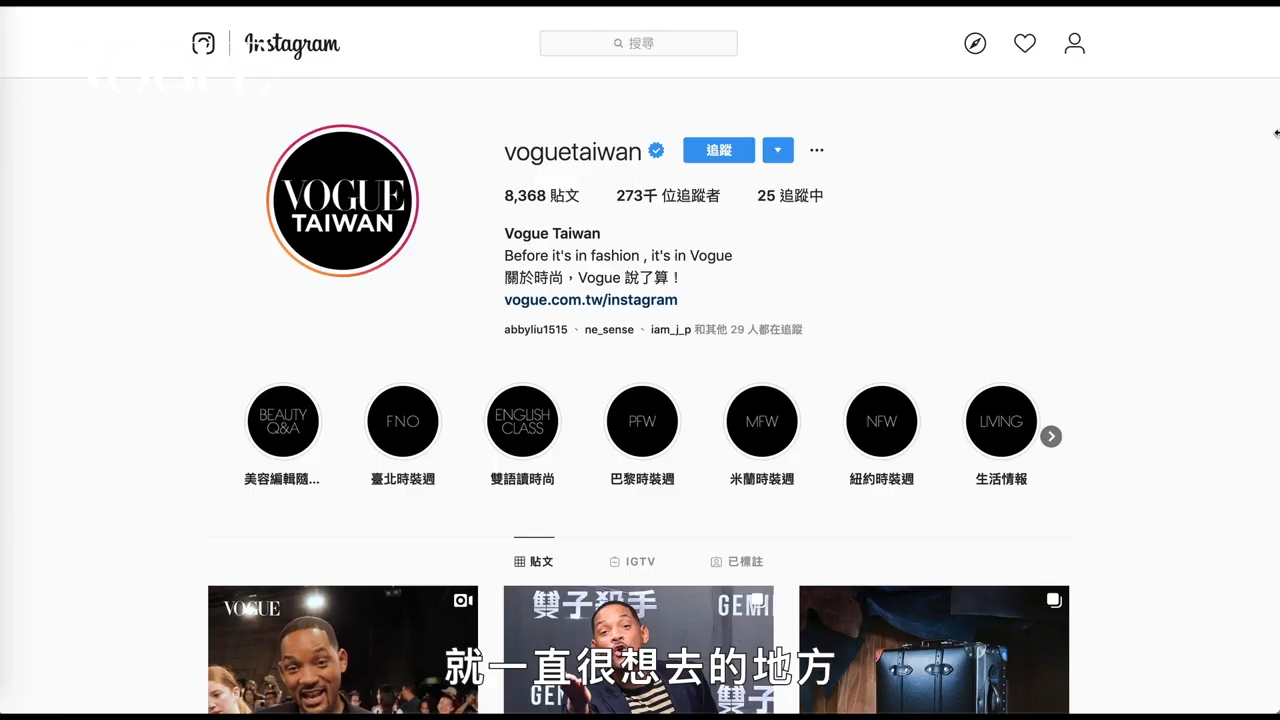 Instagram
搜尋
VOGUE
TAIWAN
voguetaiwan
追蹤
8,368 貼文 273千 位追蹤者 25 追蹤中
Vogue Taiwan
Before it's in fashion , it's in Vogue
關於時尚，Vogue 說了算！
vogue.com.tw/instagram
abbyliu1515 、 ne_sense 、 iam_j_p 和其他 29 人都在追蹤
BEAUTY
Q&A
FNO
ENGLISH
CLASS
PFW
MFW
NFW
LIVING
美容編輯隨...
臺北時裝週
雙語讀時尚
巴黎時裝週
米蘭時裝週
紐約時裝週
生活情報
貼文
IGTV
已標註
VOGUE
雙子殺手
GEMI
就一直很想去的地方
GEN
雙子